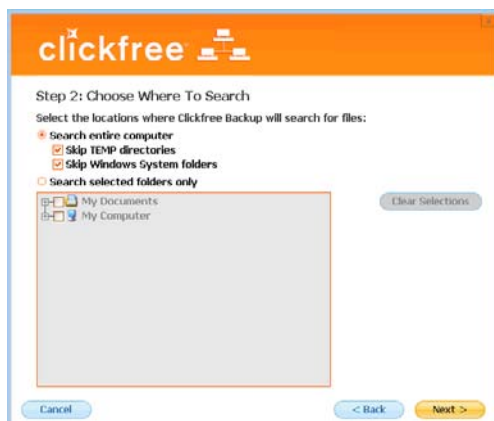 clickfree
Step 2: Choose Where To Search
Select the locations where Clickfree Backup will search for files:
Search entire computer
Skip TEMP directories
Skip Windows System folders
Search selected folders only
My Documents
My Computer
Clear Selections
Cancel
< Back
Next >